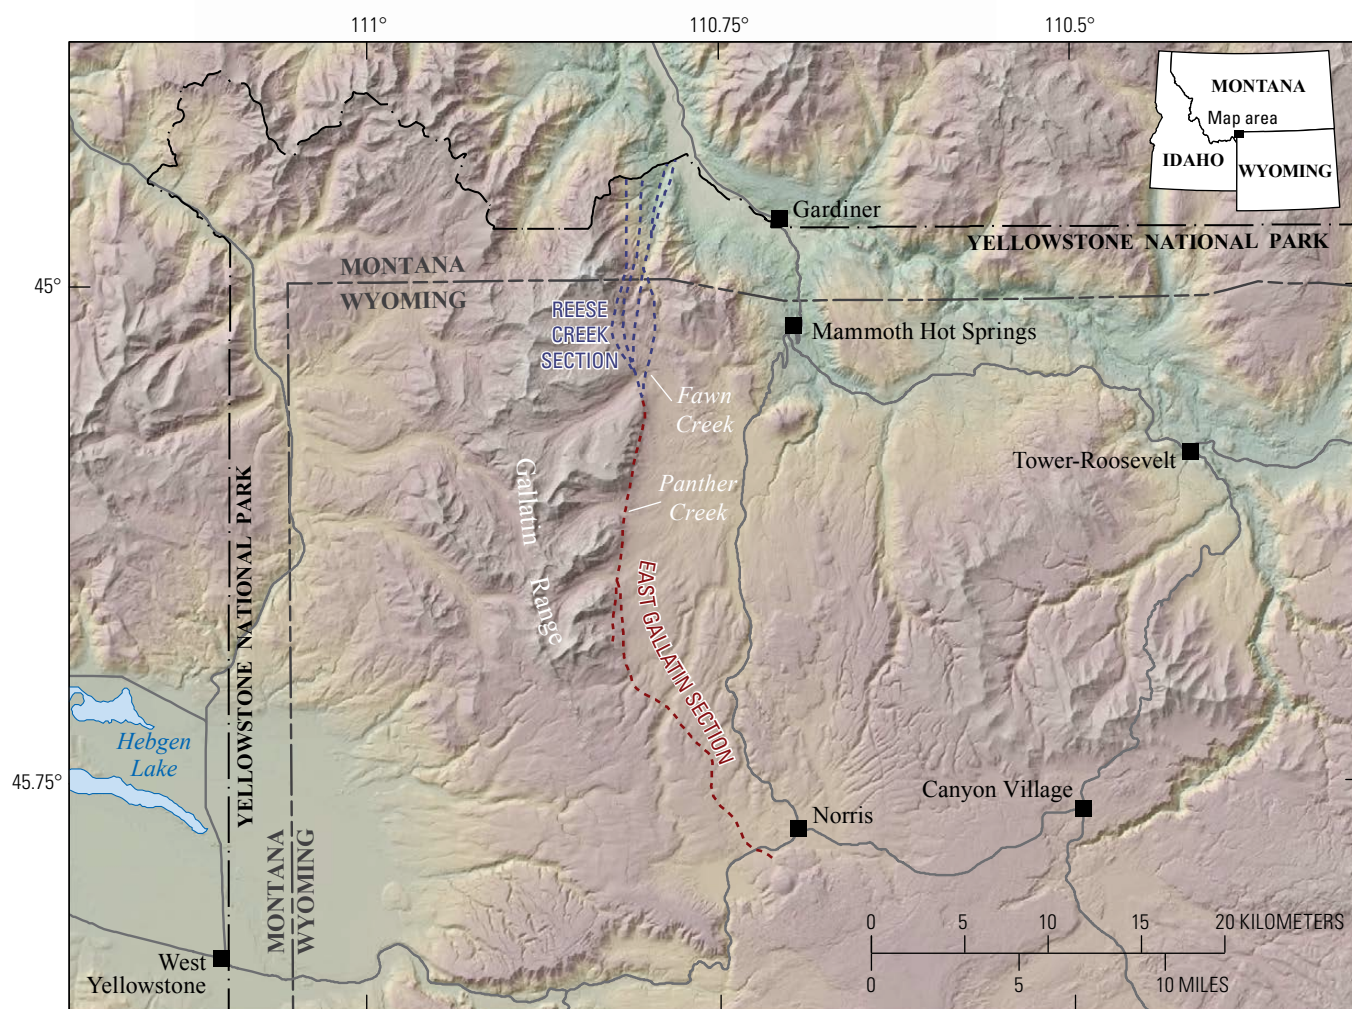 111°
110.75°
110.5°
MONTANA
Map area
IDAHO
WYOMING
Gardiner
YELLOWSTONE NATIONAL PARK
MONTANA
WYOMING
45°
REESE
CREEK
SECTION
Mammoth Hot Springs
Fawn
Creek
Tower-Roosevelt
Gallatin
Range
Panther
Creek
EAST GALLATIN SECTION
YELLOWSTONE NATIONAL PARK
Hebgen
Lake
45.75°
MONTANA
WYOMING
Canyon Village
Norris
0
5
10
15
20 KILOMETERS
0
5
10 MILES
West
Yellowstone